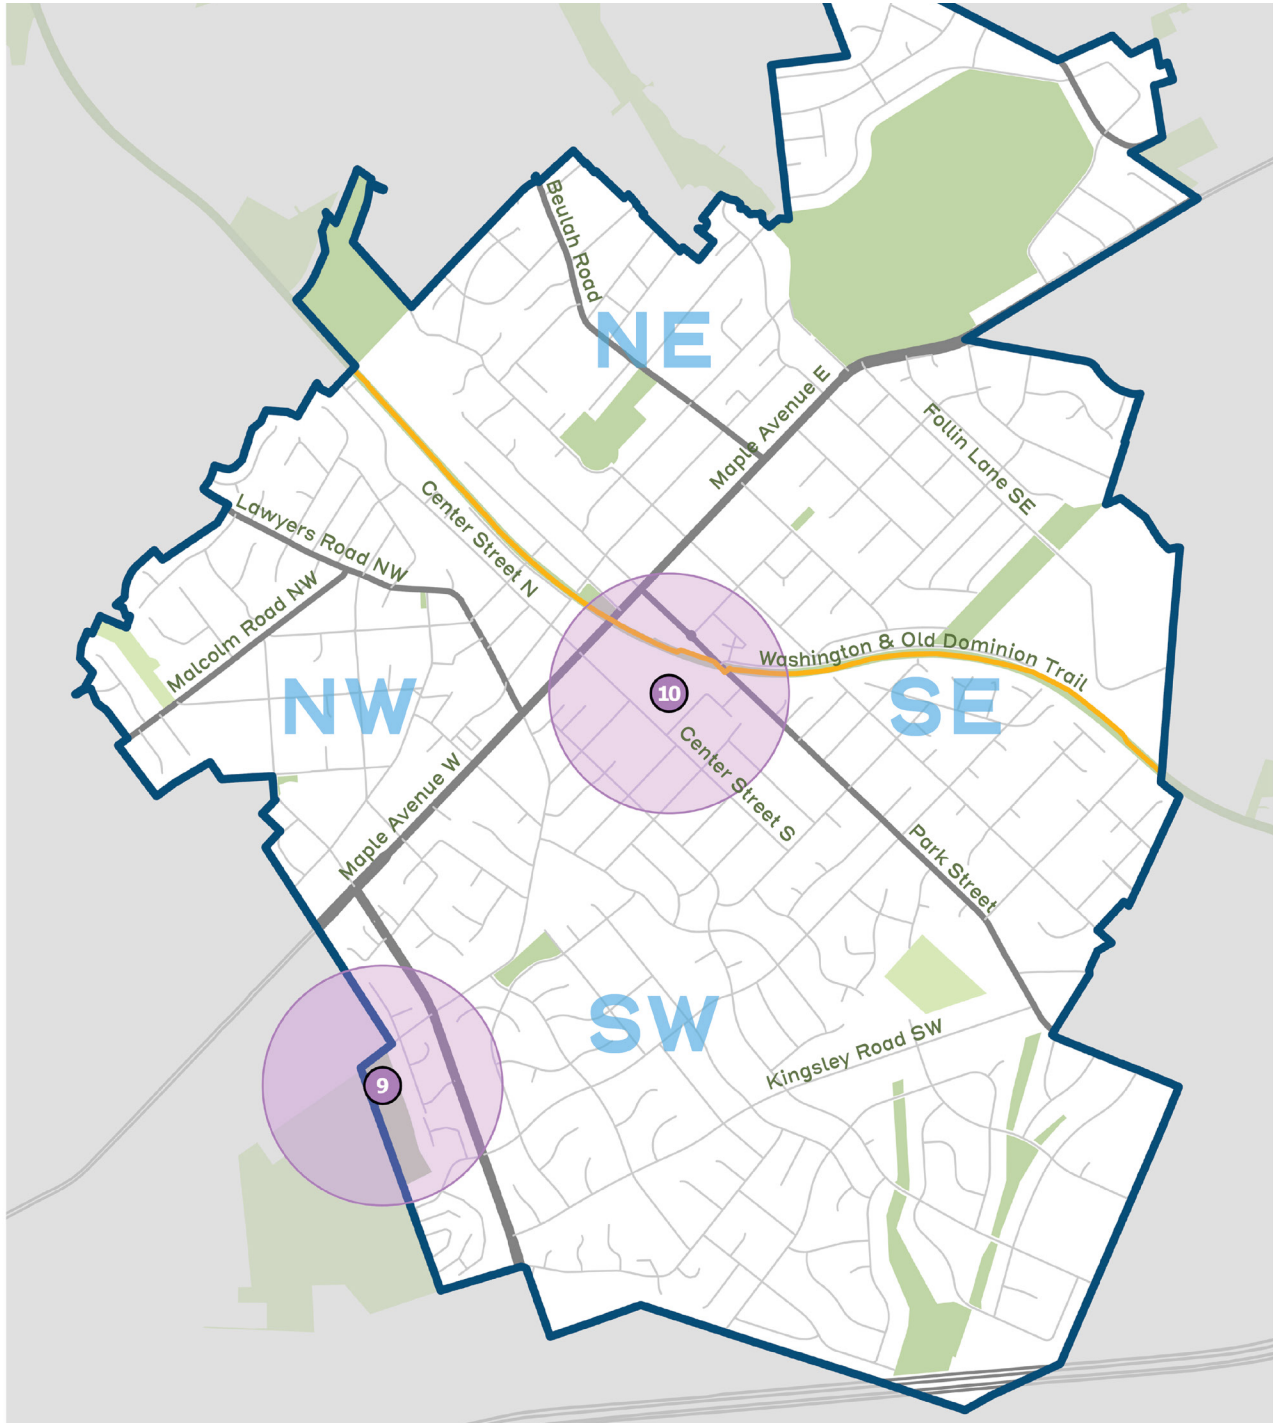 Beulah Road
NE
Maple Avenue E
Follin Lane SE
Center Street N
Lawyers Road NW
Malcolm Road NW
Washington & Old Dominion Trail
NW
10
SE
Center Street S
Maple Avenue W
Park Street
SW
Kingsley Road SW
9